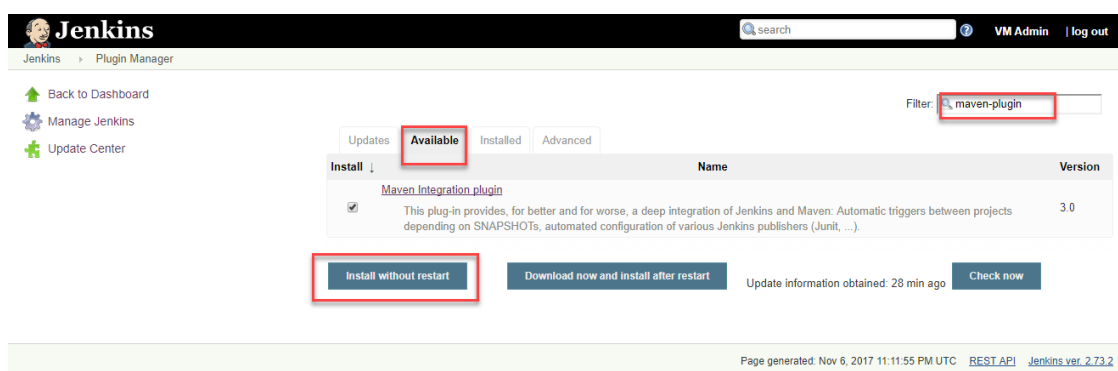 Jenkins
search
VM Admin | log out
Jenkins Plugin Manager
Back to Dashboard
Manage Jenkins
Update Center
Filter: maven-plugin
Updates Available Installed Advanced
Install ↓ Name Version
Maven Integration plugin
This plug-in provides, for better and for worse, a deep integration of Jenkins and Maven: Automatic triggers between projects
depending on SNAPSHOTs, automated configuration of various Jenkins publishers (Junit, ...).
3.0
Install without restart
Download now and install after restart
Update information obtained: 28 min ago
Check now
Page generated: Nov 6, 2017 11:11:55 PM UTC REST API Jenkins ver. 2.73.2